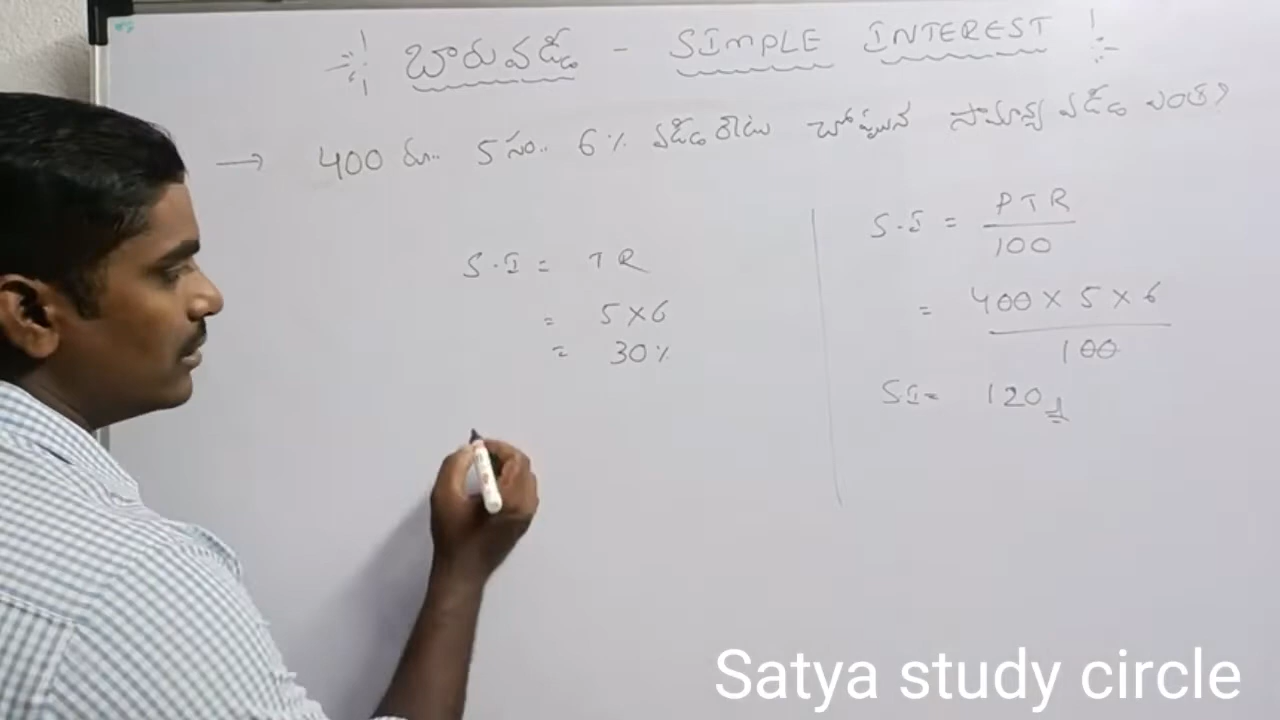 బారువడ్డి - SIMPLE INTEREST
→ 400 రూ.. 5 సం.. 6% వడ్డి రేటు చొప్పున సామాన్య వడ్డి ఎంత?
S.I = TR
= 5×6
= 30%
S.I = PTR
100
= 400 × 5 × 6
100
SI = 120
Satya study circle